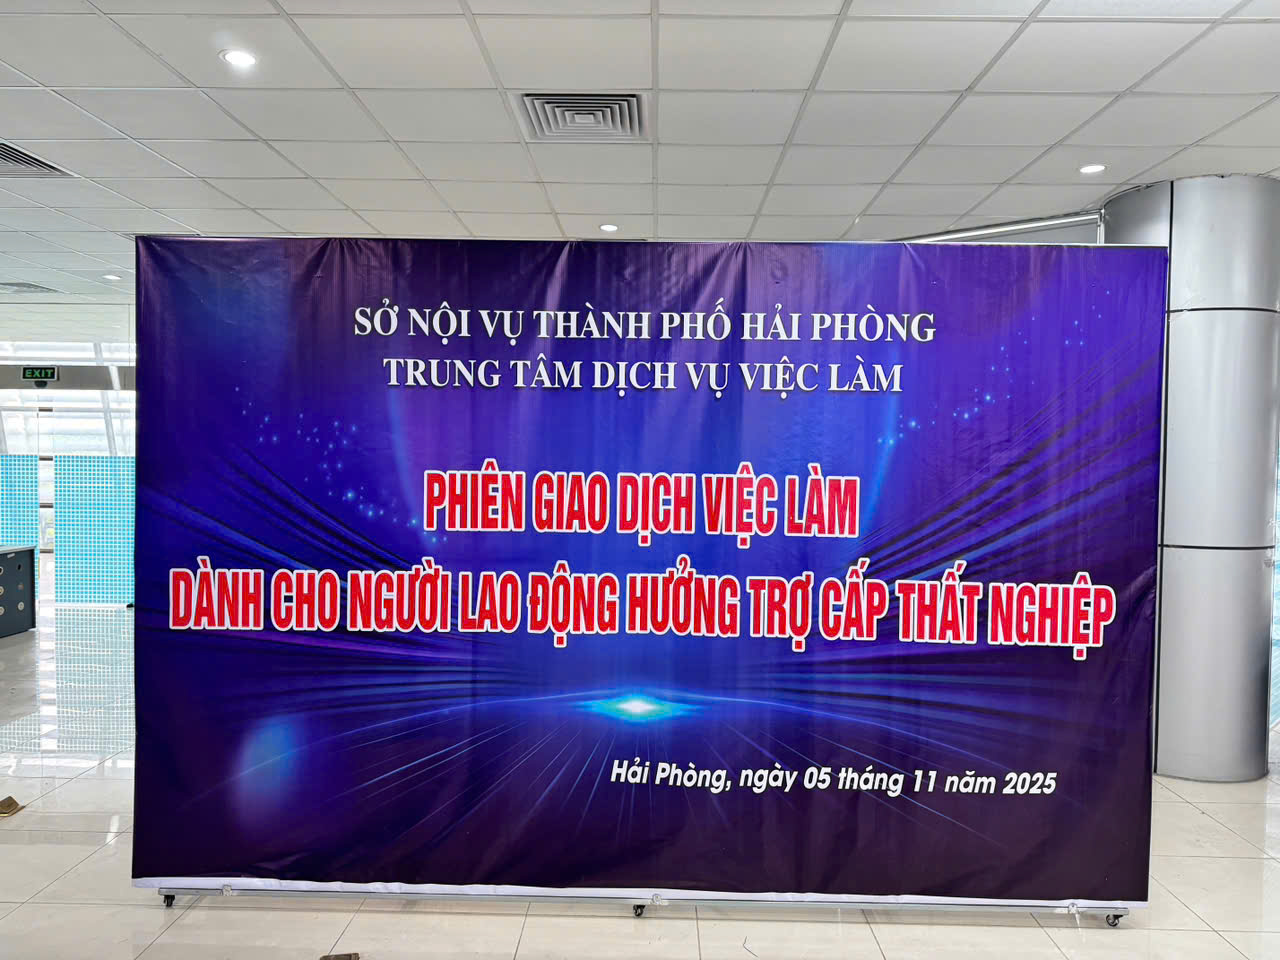 EXIT
SỞ NỘI VỤ THÀNH PHỐ HẢI PHÒNG
TRUNG TÂM DỊCH VỤ VIỆC LÀM
PHIÊN GIAO DỊCH VIỆC LÀM
DÀNH CHO NGƯỜI LAO ĐỘNG HƯỞNG TRỢ CẤP THẤT NGHIỆP
Hải Phòng, ngày 05 tháng 11 năm 2025